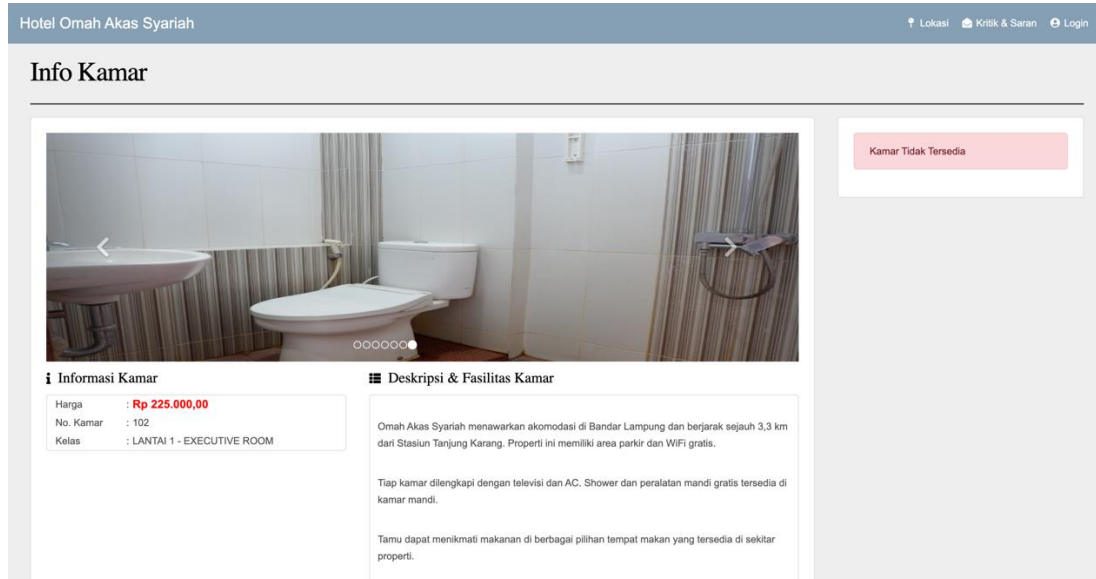 Hotel Omah Akas Syariah
Lokasi Kritik & Saran Login
Info Kamar
Kamar Tidak Tersedia
Informasi Kamar
Harga : Rp 225.000,00
No. Kamar : 102
Kelas : LANTAI 1 - EXECUTIVE ROOM
Deskripsi & Fasilitas Kamar
Omah Akas Syariah menawarkan akomodasi di Bandar Lampung dan berjarak sejauh 3,3 km
dari Stasiun Tanjung Karang. Properti ini memiliki area parkir dan WiFi gratis.
Tiap kamar dilengkapi dengan televisi dan AC. Shower dan peralatan mandi gratis tersedia di
kamar mandi.
Tamu dapat menikmati makanan di berbagai pilihan tempat makan yang tersedia di sekitar
properti.